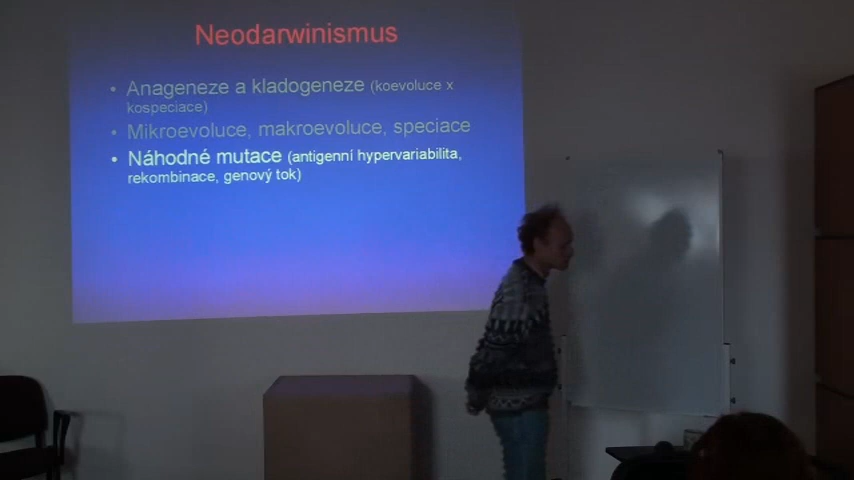 Neodarwinismus
• Anageneze a kladogeneze (koevoluce x
kospeciace)
• Mikroevoluce, makroevoluce, speciace
• Náhodné mutace (antigenní hypervariabilita,
rekombinace, genový tok)